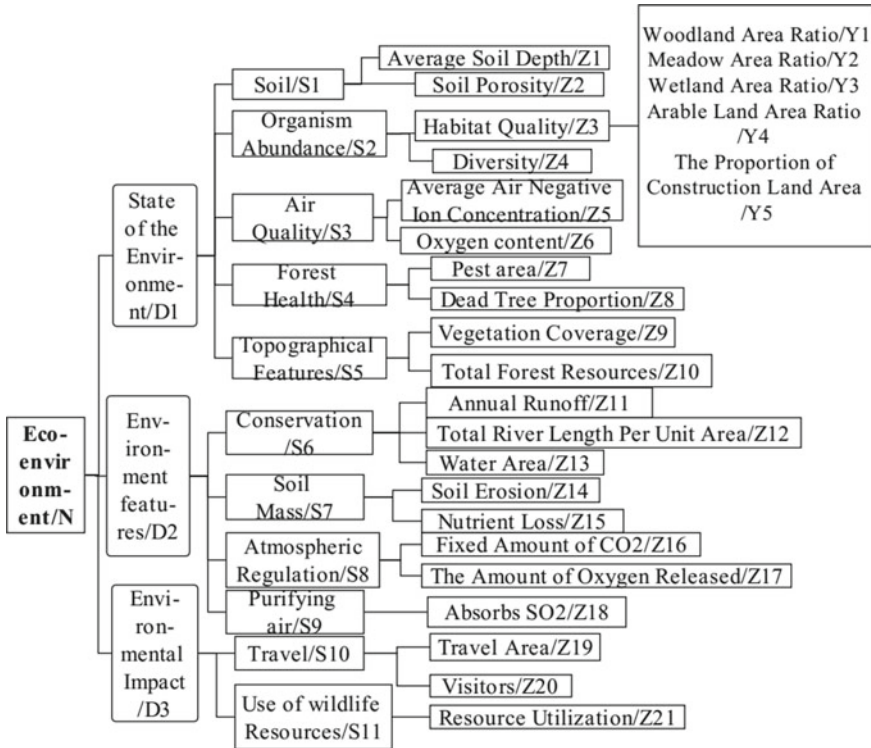 Eco-
envir
onm-
ent/N
State
of the
Envir-
onme-
nt/D1
Env-
ironm
ment
featu-
res/D2
Envi-
ron-
mental
Impact
/D3
Soil/S1
Organism
Abundance/S2
Air
Quality/S3
Forest
Health/S4
Topographical
Features/S5
Conservation
/S6
Soil
Mass/S7
Atmospheric
Regulation/S8
Purifying
air/S9
Travel/S10
Use of wildlife
Resources/S11
Average Soil Depth/Z1
Soil Porosity/Z2
Habitat Quality/Z3
Diversity/Z4
Average Air Negative
Ion Concentration/Z5
Oxygen content/Z6
Pest area/Z7
Dead Tree Proportion/Z8
Vegetation Coverage/Z9
Total Forest Resources/Z10
Annual Runoff/Z11
Total River Length Per Unit Area/Z12
Water Area/Z13
Soil Erosion/Z14
Nutrient Loss/Z15
Fixed Amount of CO2/Z16
The Amount of Oxygen Released/Z17
Absorbs SO2/Z18
Travel Area/Z19
Visitors/Z20
Resource Utilization/Z21
Woodland Area Ratio/Y1
Meadow Area Ratio/Y2
Wetland Area Ratio/Y3
Arable Land Area Ratio
/Y4
The Proportion of
Construction Land Area
/Y5